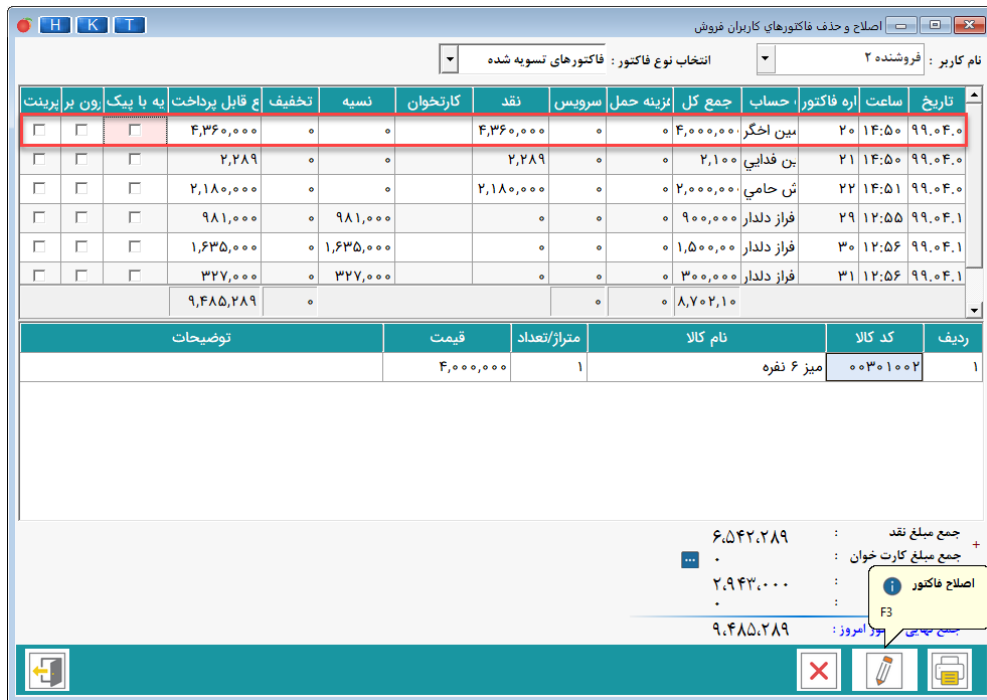 H K T اصلاح و حذف فاکتورهاي کاربران فروش
نام کاربر : فروشنده ۲ انتخاب نوع فاکتور : فاکتورهای تسویه شده
تاریخ ساعت اره فاکتور حساب جمع کل زینه حمل سرویس نقد کارتخوان نسیه تخفیف ع قابل پرداخت یه با پیک رون بر پرینت
۹۹.۰۴.۰ ۱۴:۵۰ ۲۰ مین اخگر ۴,۰۰۰,۰۰ ۰ ۰ ۴,۳۶۰,۰۰۰ ۰ ۰ ۴,۳۶۰,۰۰۰
۹۹.۰۴.۰ ۱۴:۵۰ ۲۱ بن فدايي ۲,۱۰۰ ۰ ۰ ۲,۲۸۹ ۰ ۰ ۲,۲۸۹
۹۹.۰۴.۰ ۱۴:۵۱ ۲۲ ش حامي ۲,۰۰۰,۰۰ ۰ ۰ ۲,۱۸۰,۰۰۰ ۰ ۰ ۲,۱۸۰,۰۰۰
۹۹.۰۴.۱ ۱۲:۵۵ ۲۹ فراز دلدار ۹۰۰,۰۰۰ ۰ ۰ ۰ ۹۸۱,۰۰۰ ۰ ۹۸۱,۰۰۰
۹۹.۰۴.۱ ۱۲:۵۶ ۳۰ فراز دلدار ۱,۵۰۰,۰۰ ۰ ۰ ۰ ۱,۶۳۵,۰۰۰ ۰ ۱,۶۳۵,۰۰۰
۹۹.۰۴.۱ ۱۲:۵۶ ۳۱ فراز دلدار ۳۰۰,۰۰۰ ۰ ۰ ۰ ۳۲۷,۰۰۰ ۰ ۳۲۷,۰۰۰
۸,۷۰۲,۱۰ ۰ ۰ ۰ ۹,۴۸۵,۲۸۹
ردیف کد کالا نام کالا متراژ/تعداد قیمت توضیحات
۱ ۰۰۳۰۱۰۰۲ میز ۶ نفره ۱ ۴,۰۰۰,۰۰۰
جمع مبلغ نقد : ۶،۵۴۲،۲۸۹
+
جمع مبلغ کارت خوان : ۰ ...
: ۲،۹۴۳،۰۰۰
: ۰
امروز : ۹،۴۸۵،۲۸۹
اصلاح فاکتور
F3